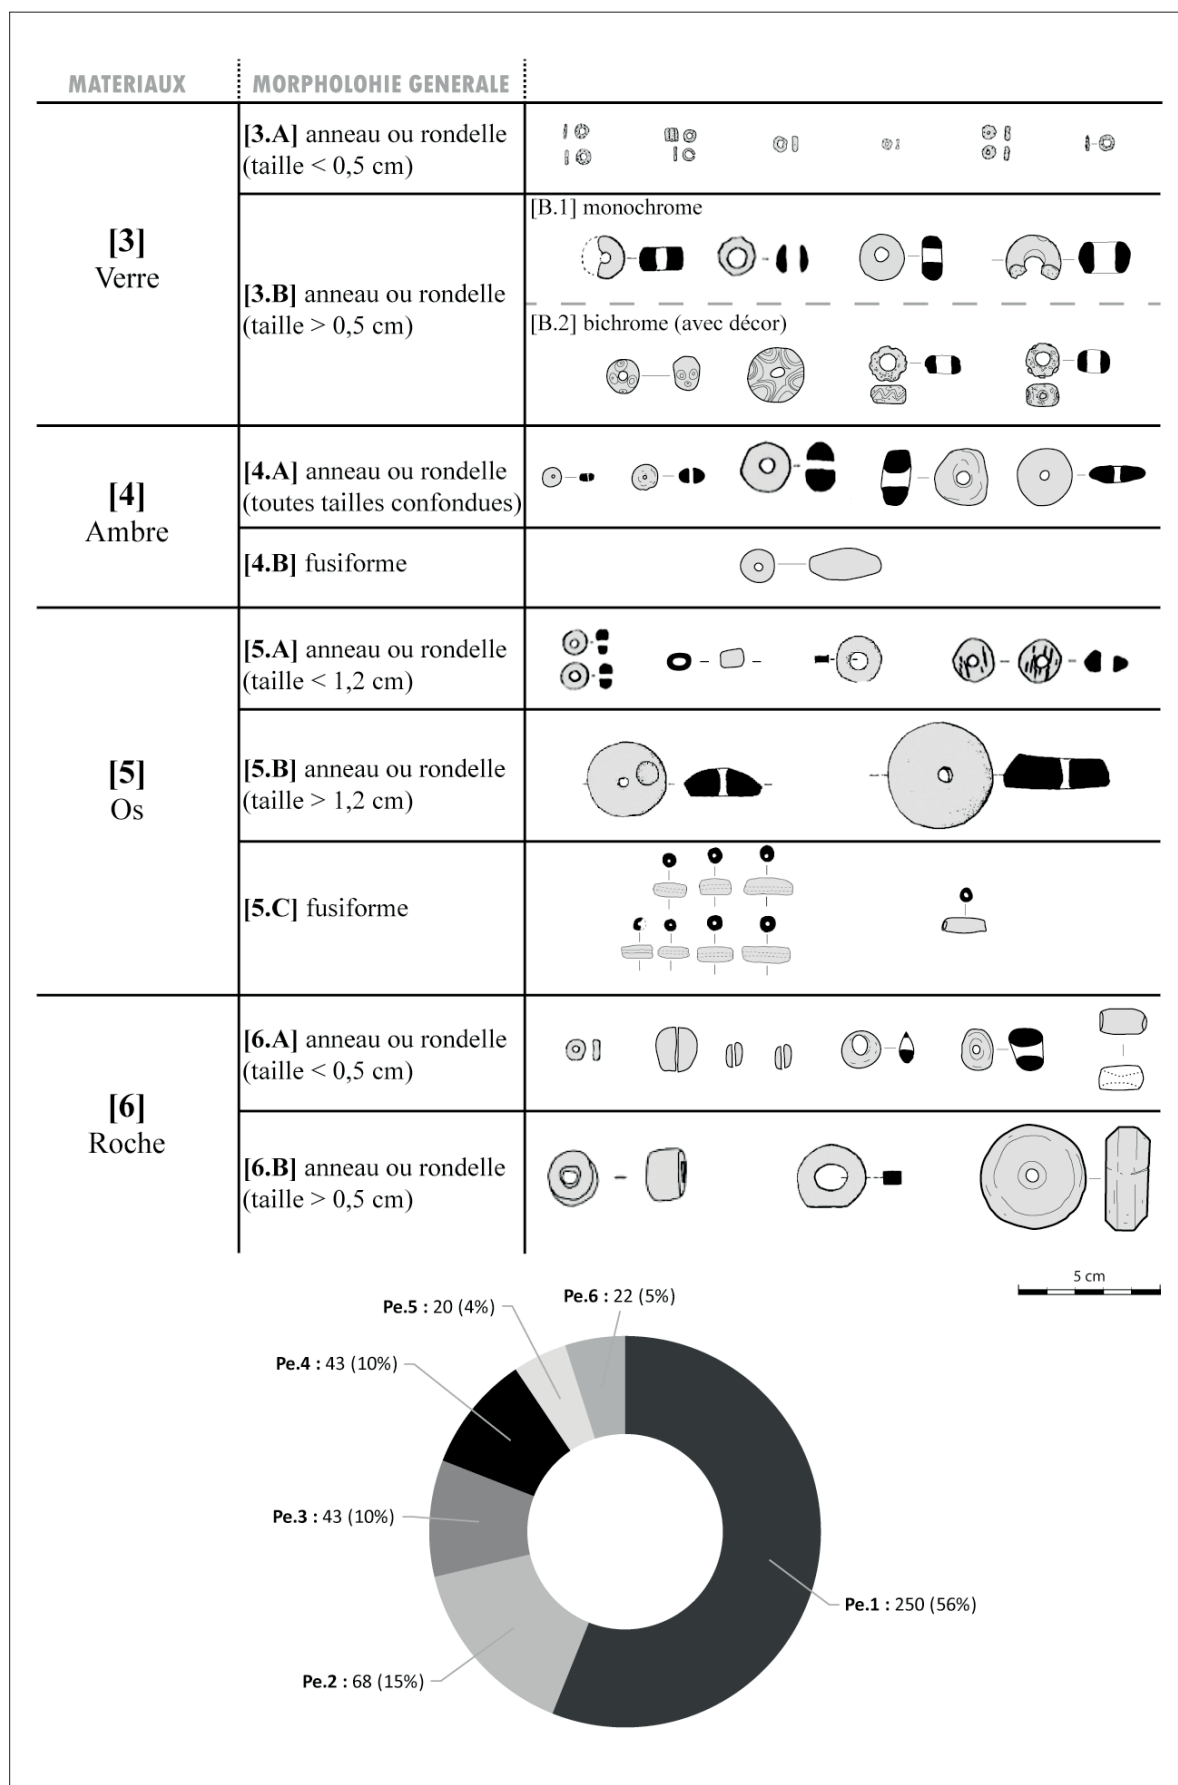 MATERIAUX
MORPHOLOHIE GENERALE
[3]
Verre
[3.A] anneau ou rondelle
(taille < 0,5 cm)
[3.B] anneau ou rondelle
(taille > 0,5 cm)
[B.1] monochrome
[B.2] bichrome (avec décor)
[4]
Ambre
[4.A] anneau ou rondelle
(toutes tailles confondues)
[4.B] fusiforme
[5]
Os
[5.A] anneau ou rondelle
(taille < 1,2 cm)
[5.B] anneau ou rondelle
(taille > 1,2 cm)
[5.C] fusiforme
[6]
Roche
[6.A] anneau ou rondelle
(taille < 0,5 cm)
[6.B] anneau ou rondelle
(taille > 0,5 cm)
5 cm
Pe.6 : 22 (5%)
Pe.5 : 20 (4%)
Pe.4 : 43 (10%)
Pe.3 : 43 (10%)
Pe.1 : 250 (56%)
Pe.2 : 68 (15%)